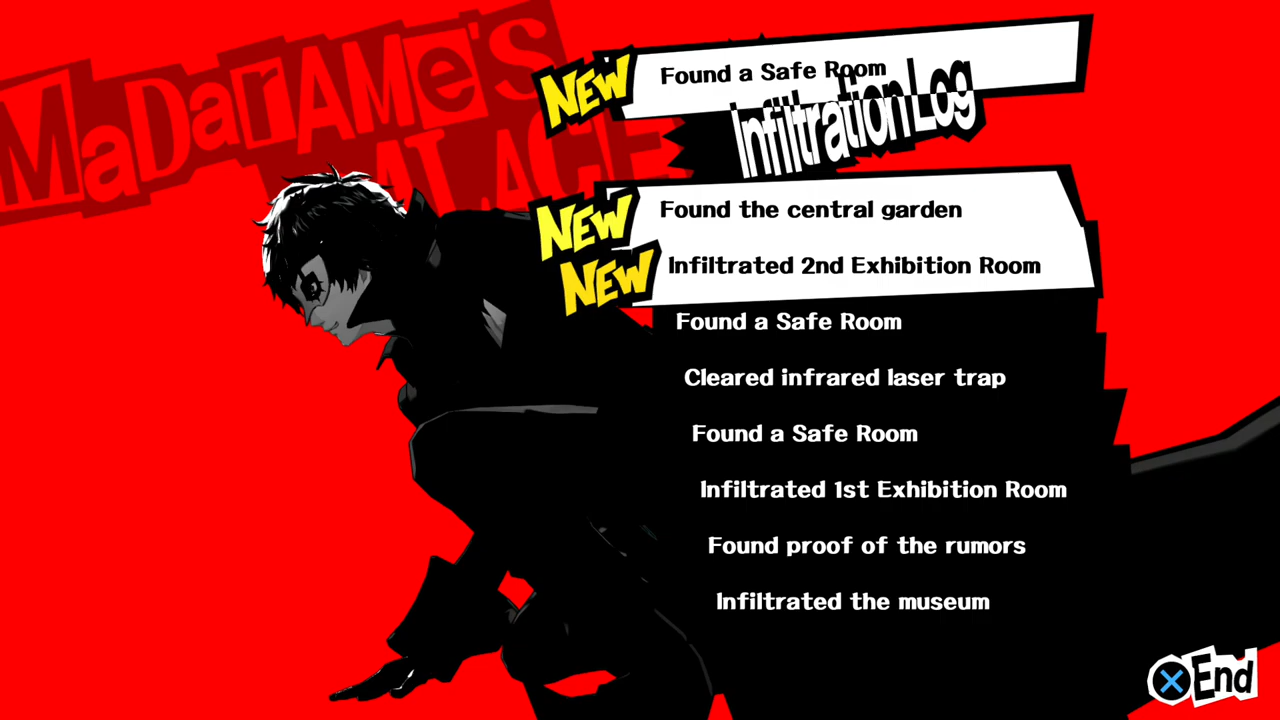 MaDarAMe's
PALACE
NEW
Found a Safe Room
Infiltration Log
NEW
Found the central garden
NEW
Infiltrated 2nd Exhibition Room
Found a Safe Room
Cleared infrared laser trap
Found a Safe Room
Infiltrated 1st Exhibition Room
Found proof of the rumors
Infiltrated the museum
End